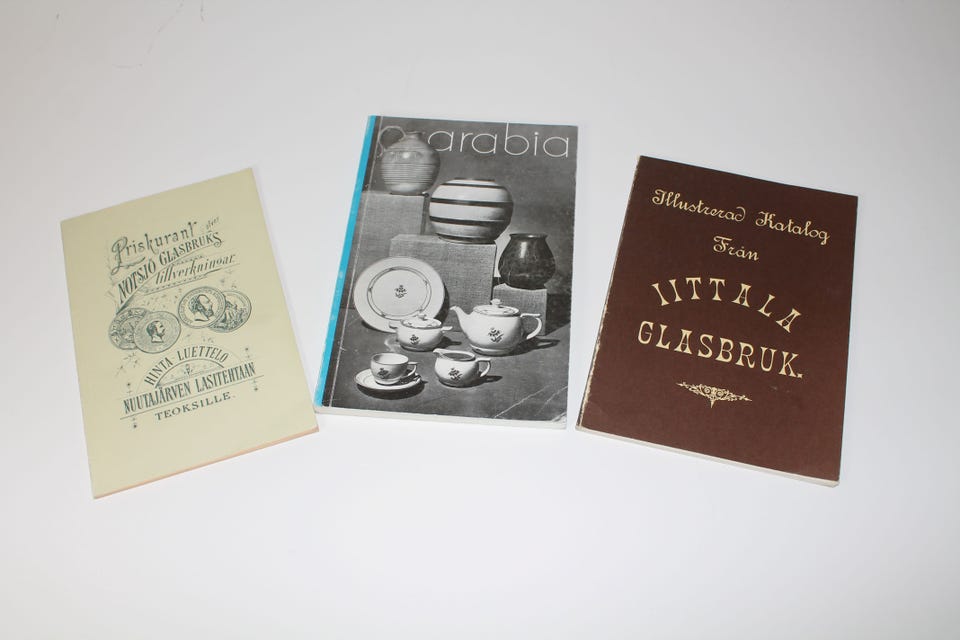 Priskurant öfver
NOTSJÖ GLASBRUKS
tillverkningar.
HINTA-LUETTELO
NUUTAJÄRVEN LASITEHTAAN
TEOKSILLE.
arabia
Illustrerad Katalog
Från
IITTALA
GLASBRUK.